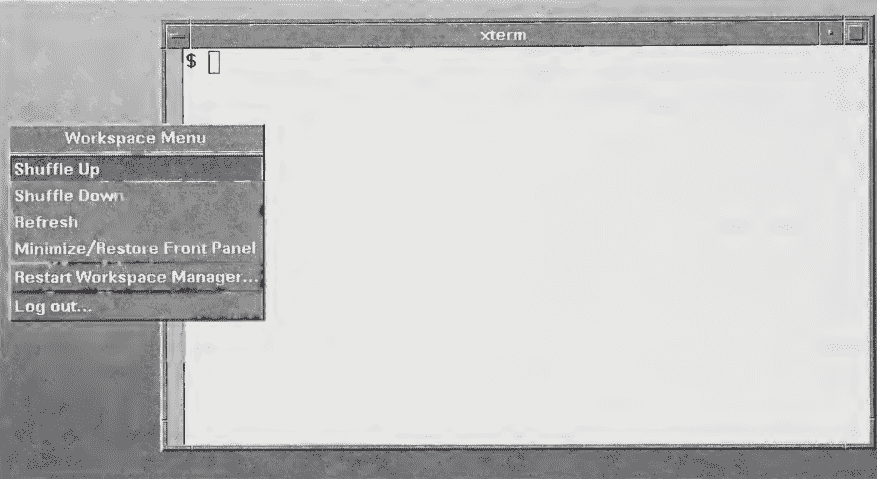 xterm
$
Workspace Menu
Shuffle Up
Shuffle Down
Refresh
Minimize/Restore Front Panel
Restart Workspace Manager...
Log out...